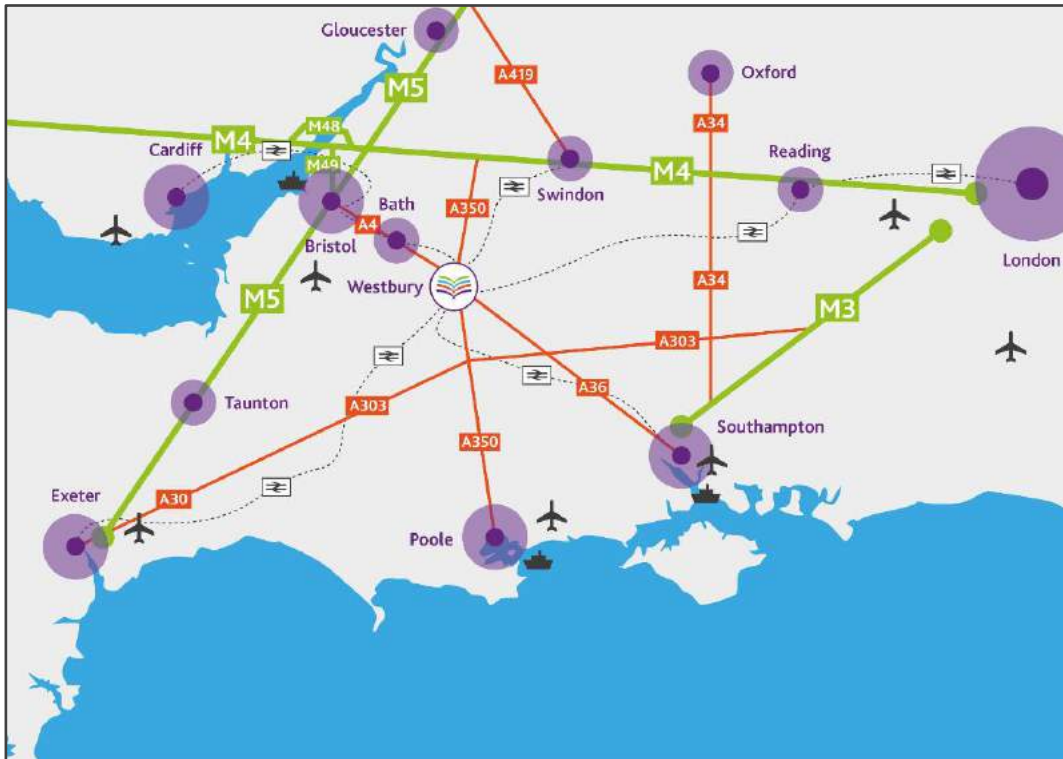 Gloucester
M5
A419
Oxford
M48
M4
Cardiff
M49
A34
Reading
M4
Swindon
Bath
A350
A4
Bristol
London
Westbury
A34
M5
M3
A303
A36
Taunton
A303
Southampton
A350
Exeter
A30
Poole